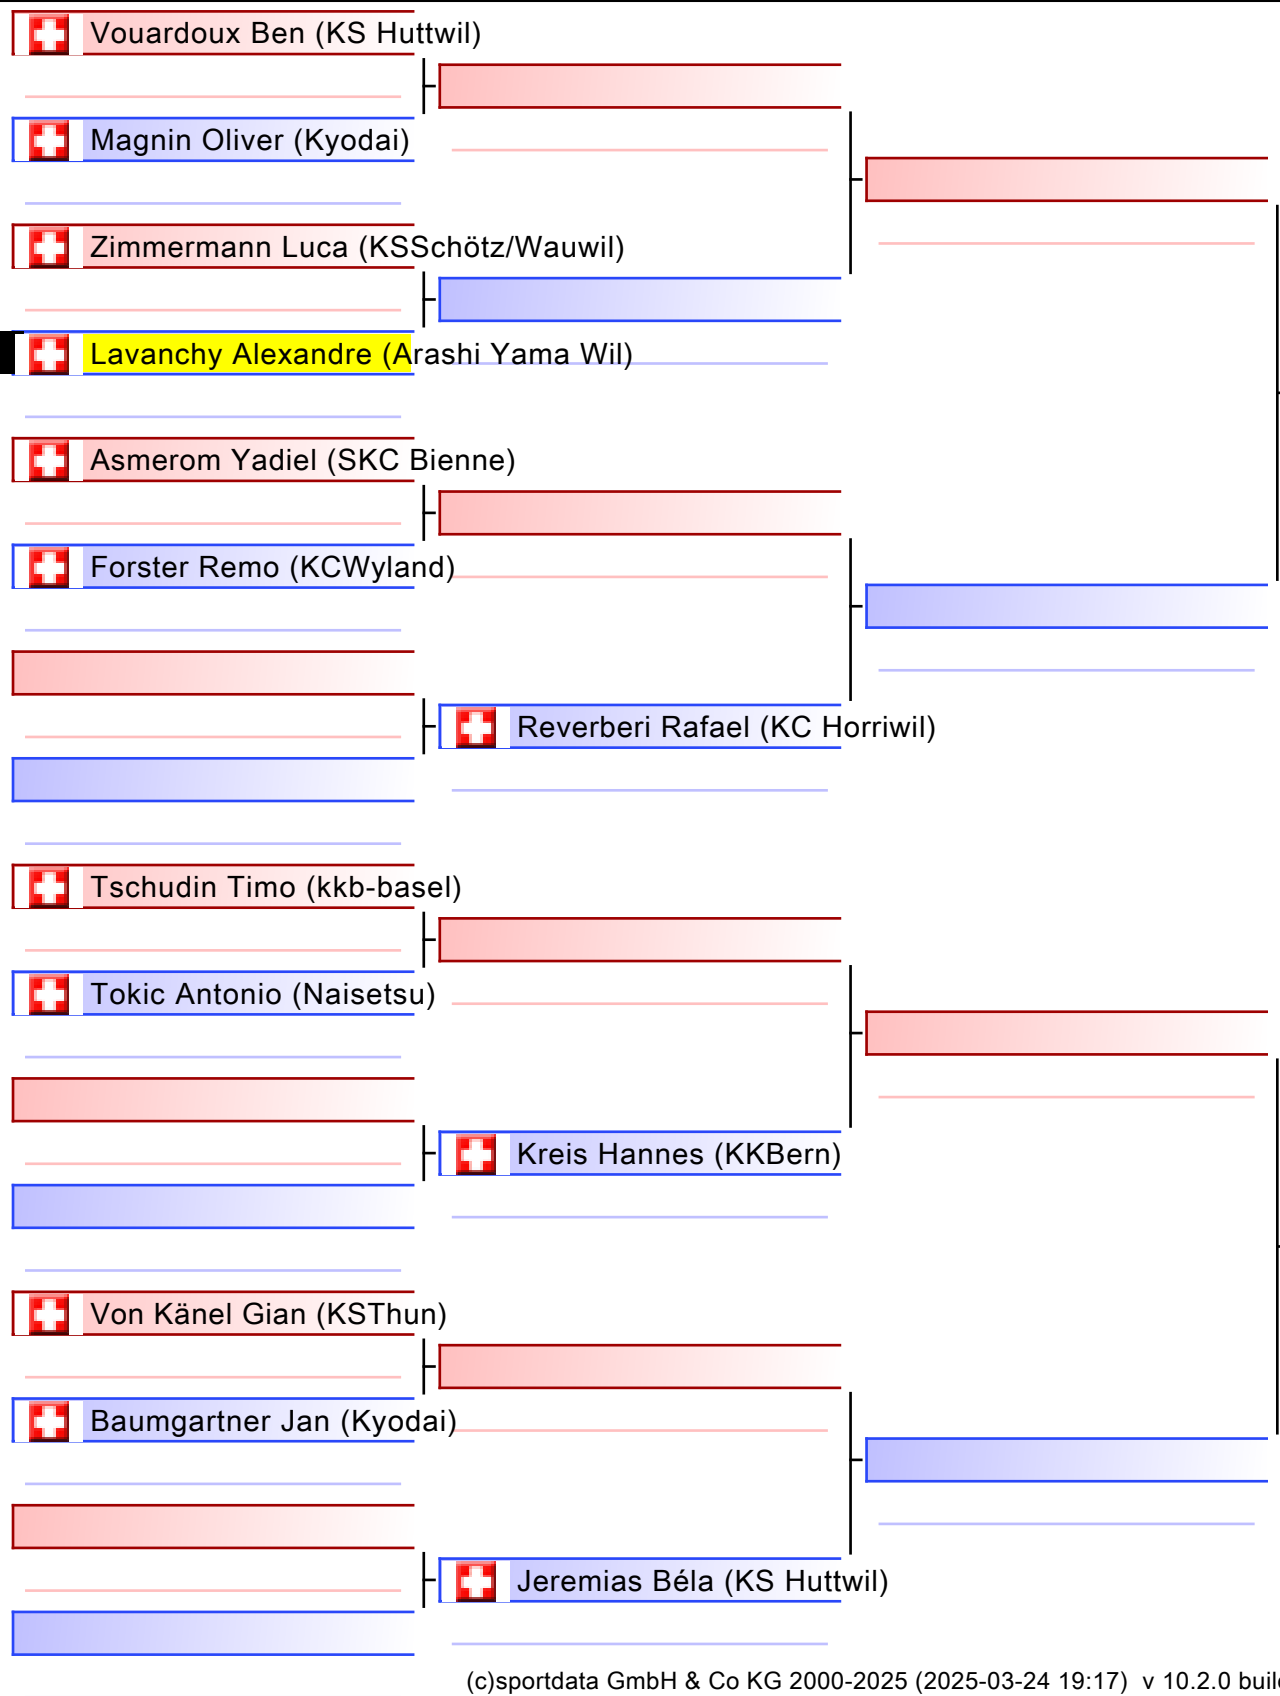 Vouardoux Ben (KS Huttwil)
Magnin Oliver (Kyodai)
Zimmermann Luca (KSSchötz/Wauwil)
Lavanchy Alexandre (Arashi Yama Wil)
Asmerom Yadiel (SKC Bienne)
Forster Remo (KCWyland)
Reverberi Rafael (KC Horriwil)
Tschudin Timo (kkb-basel)
Tokic Antonio (Naisetsu)
Kreis Hannes (KKBern)
Von Känel Gian (KSThun)
Baumgartner Jan (Kyodai)
Jeremias Béla (KS Huttwil)
(c)sportdata GmbH & Co KG 2000-2025 (2025-03-24 19:17) v 10.2.0 build